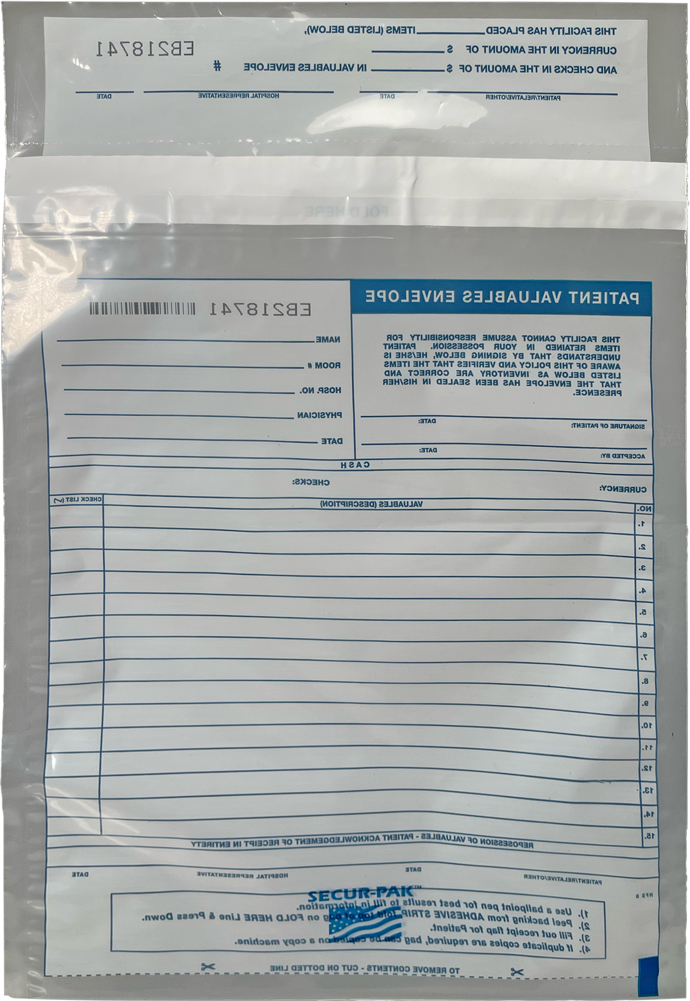 THIS FACILITY HAS PLACED ITEMS (LISTED BELOW),
CURRENCY IN THE AMOUNT OF $
AND CHECKS IN THE AMOUNT OF $ IN VALUABLES ENVELOPE #
EB218741
PATIENT/RELATIVE/OTHER DATE HOSPITAL REPRESENTATIVE DATE
FOLD HERE
PATIENT VALUABLES ENVELOPE
EB218741
THIS FACILITY CANNOT ASSUME RESPONSIBILITY FOR
ITEMS RETAINED IN YOUR POSSESSION. PATIENT
UNDERSTANDS THAT BY SIGNING BELOW, HE/SHE IS
AWARE OF THIS POLICY AND VERIFIES THAT THE ITEMS
LISTED BELOW AS INVENTORY ARE CORRECT AND
THAT THE ENVELOPE HAS BEEN SEALED IN HIS/HER
PRESENCE.
SIGNATURE OF PATIENT: DATE:
ACCEPTED BY: DATE:
NAME
ROOM #
HOSP. NO.
PHYSICIAN
DATE
CASH
CURRENCY: CHECKS:
NO. VALUABLES (DESCRIPTION) CHECK LIST (✓)
1.
2.
3.
4.
5.
6.
7.
8.
9.
10.
11.
12.
13.
14.
15.
REPOSSESSION OF VALUABLES - PATIENT ACKNOWLEDGEMENT OF RECEIPT IN ENTIRETY
PATIENT/RELATIVE/OTHER DATE HOSPITAL REPRESENTATIVE DATE
SECUR-PAK™
1). Use a ballpoint pen for best results to fill in information.
2). Peel backing from ADHESIVE STRIP, fold top of bag on FOLD HERE Line & Press Down.
3). Fill out receipt flap for Patient.
4). If duplicate copies are required, bag can be copied on a copy machine.
TO REMOVE CONTENTS - CUT ON DOTTED LINE